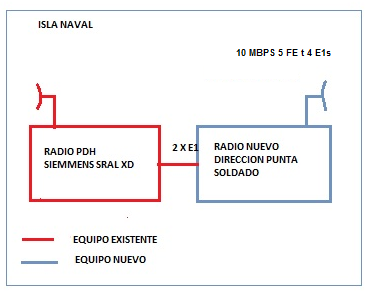 ISLA NAVAL
10 MBPS 5 FE t 4 E1s
RADIO PDH
SIEMMENS SRAL XD
2 X E1
RADIO NUEVO
DIRECCION PUNTA
SOLDADO
EQUIPO EXISTENTE
EQUIPO NUEVO